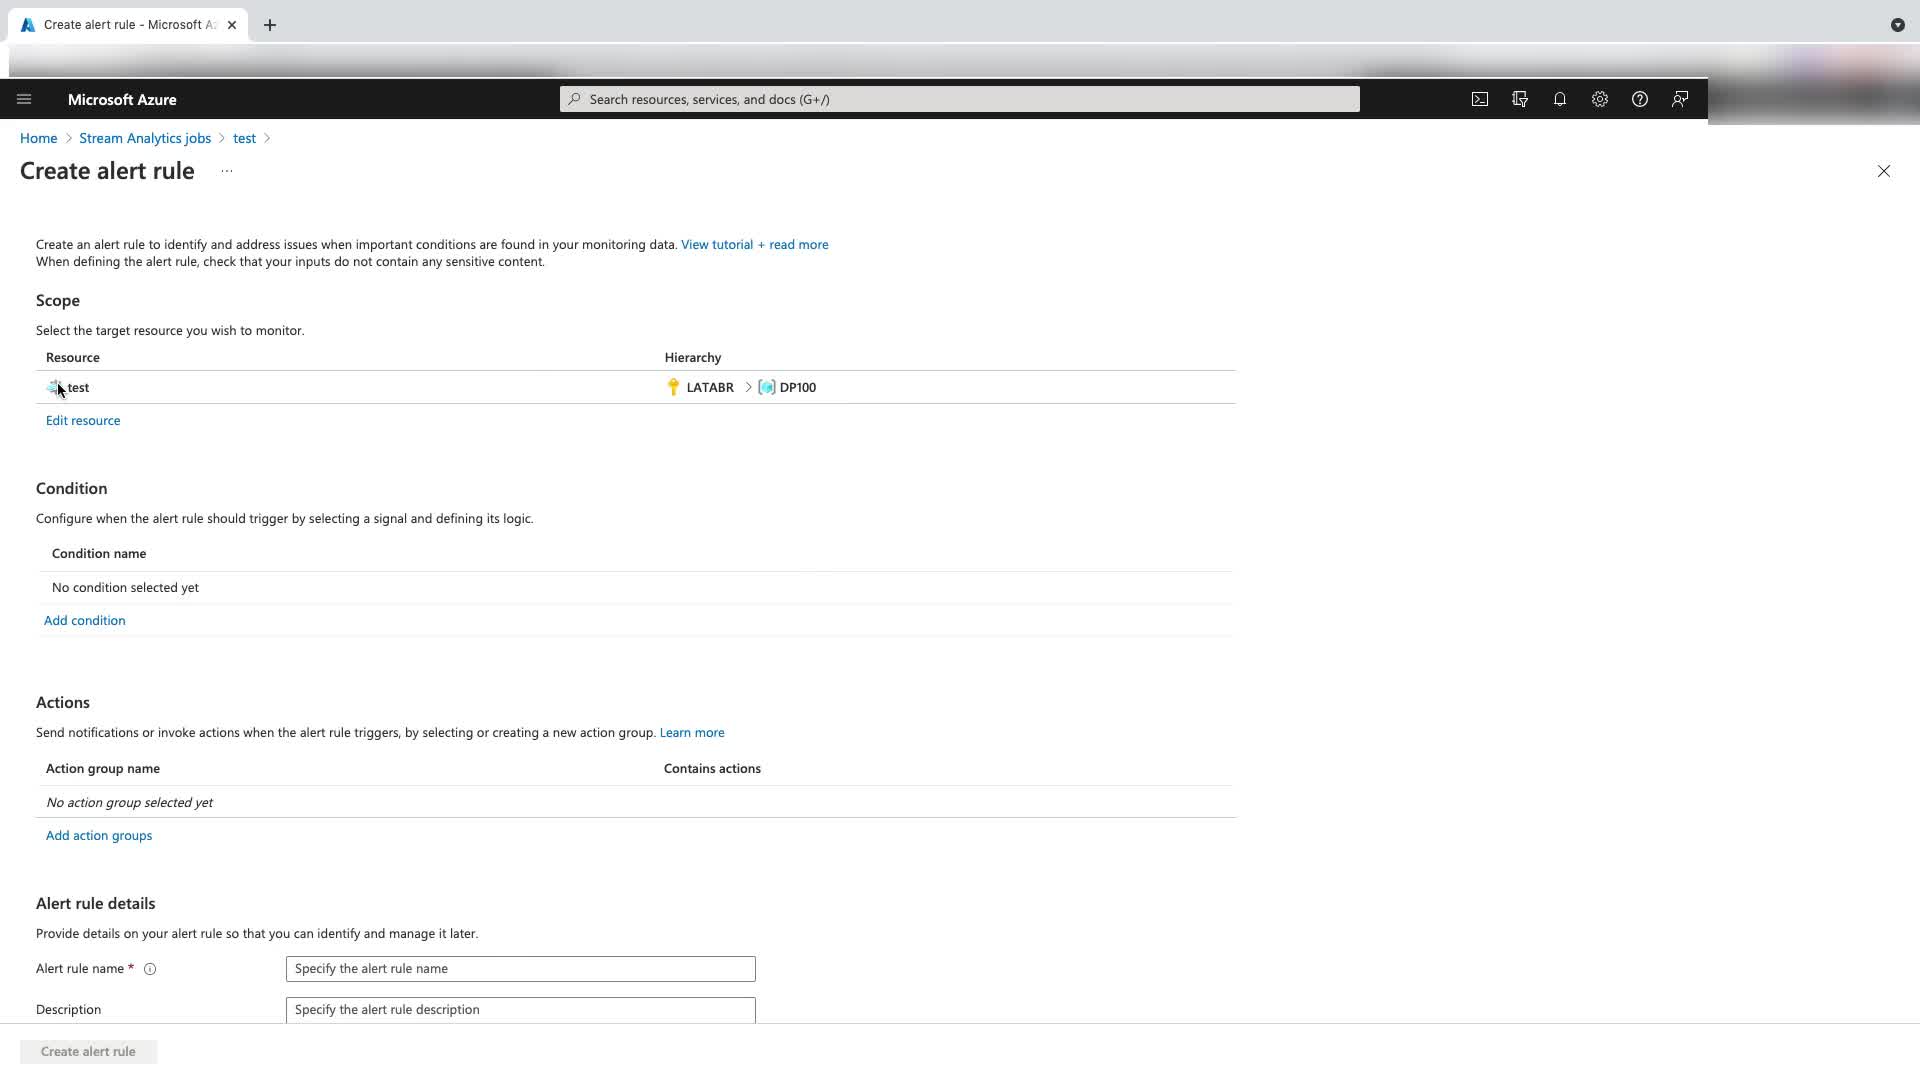 Create alert rule - Microsoft Az
Microsoft Azure
Search resources, services, and docs (G+/)
Home > Stream Analytics jobs > test >
Create alert rule ...
Create an alert rule to identify and address issues when important conditions are found in your monitoring data. View tutorial + read more
When defining the alert rule, check that your inputs do not contain any sensitive content.
Scope
Select the target resource you wish to monitor.
Resource Hierarchy
test LATABR > DP100
Edit resource
Condition
Configure when the alert rule should trigger by selecting a signal and defining its logic.
Condition name
No condition selected yet
Add condition
Actions
Send notifications or invoke actions when the alert rule triggers, by selecting or creating a new action group. Learn more
Action group name Contains actions
No action group selected yet
Add action groups
Alert rule details
Provide details on your alert rule so that you can identify and manage it later.
Alert rule name * Specify the alert rule name
Description Specify the alert rule description
Create alert rule